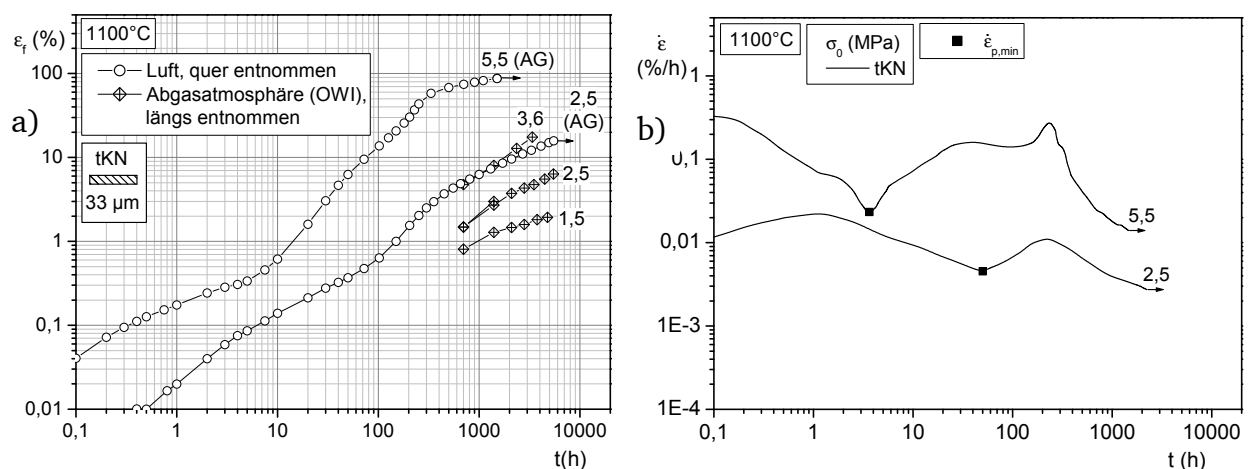 a)
ε_f (%)
1100°C
Luft, quer entnommen
Abgasatmosphäre (OWI),
längs entnommen
tKN
33 µm
5,5 (AG)
2,5
(AG)
3,6
2,5
1,5
100
10
1
0,1
0,01
0,1 1 10 100 1000 10000
t(h)
b)
ε̇
(%/h)
1100°C
σ₀ (MPa)
tKN
ε̇p,min
5,5
2,5
1
0,1
0,01
1E-3
1E-4
0,1 1 10 100 1000 10000
t (h)